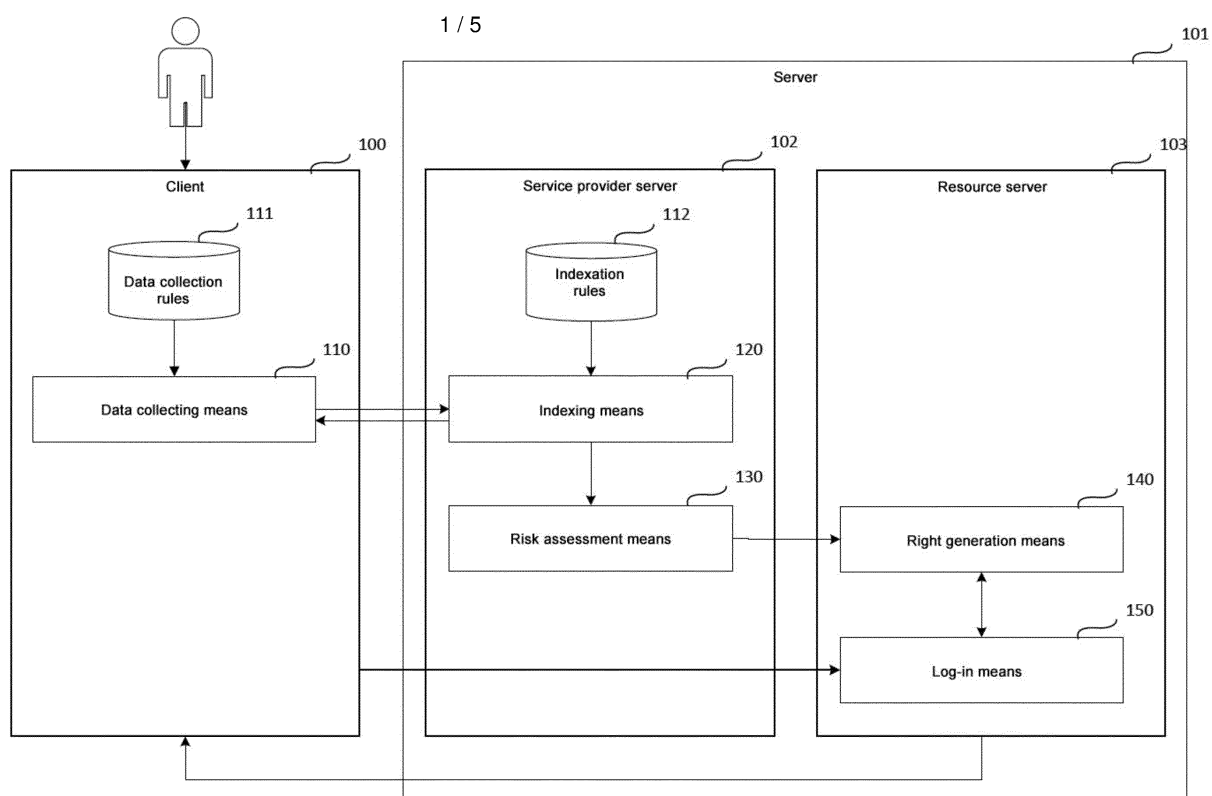 1 / 5
101
Server
100
102
103
Client
Service provider server
Resource server
111
112
Data collection
rules
Indexation
rules
110
120
Data collecting means
Indexing means
130
140
Risk assessment means
Right generation means
150
Log-in means